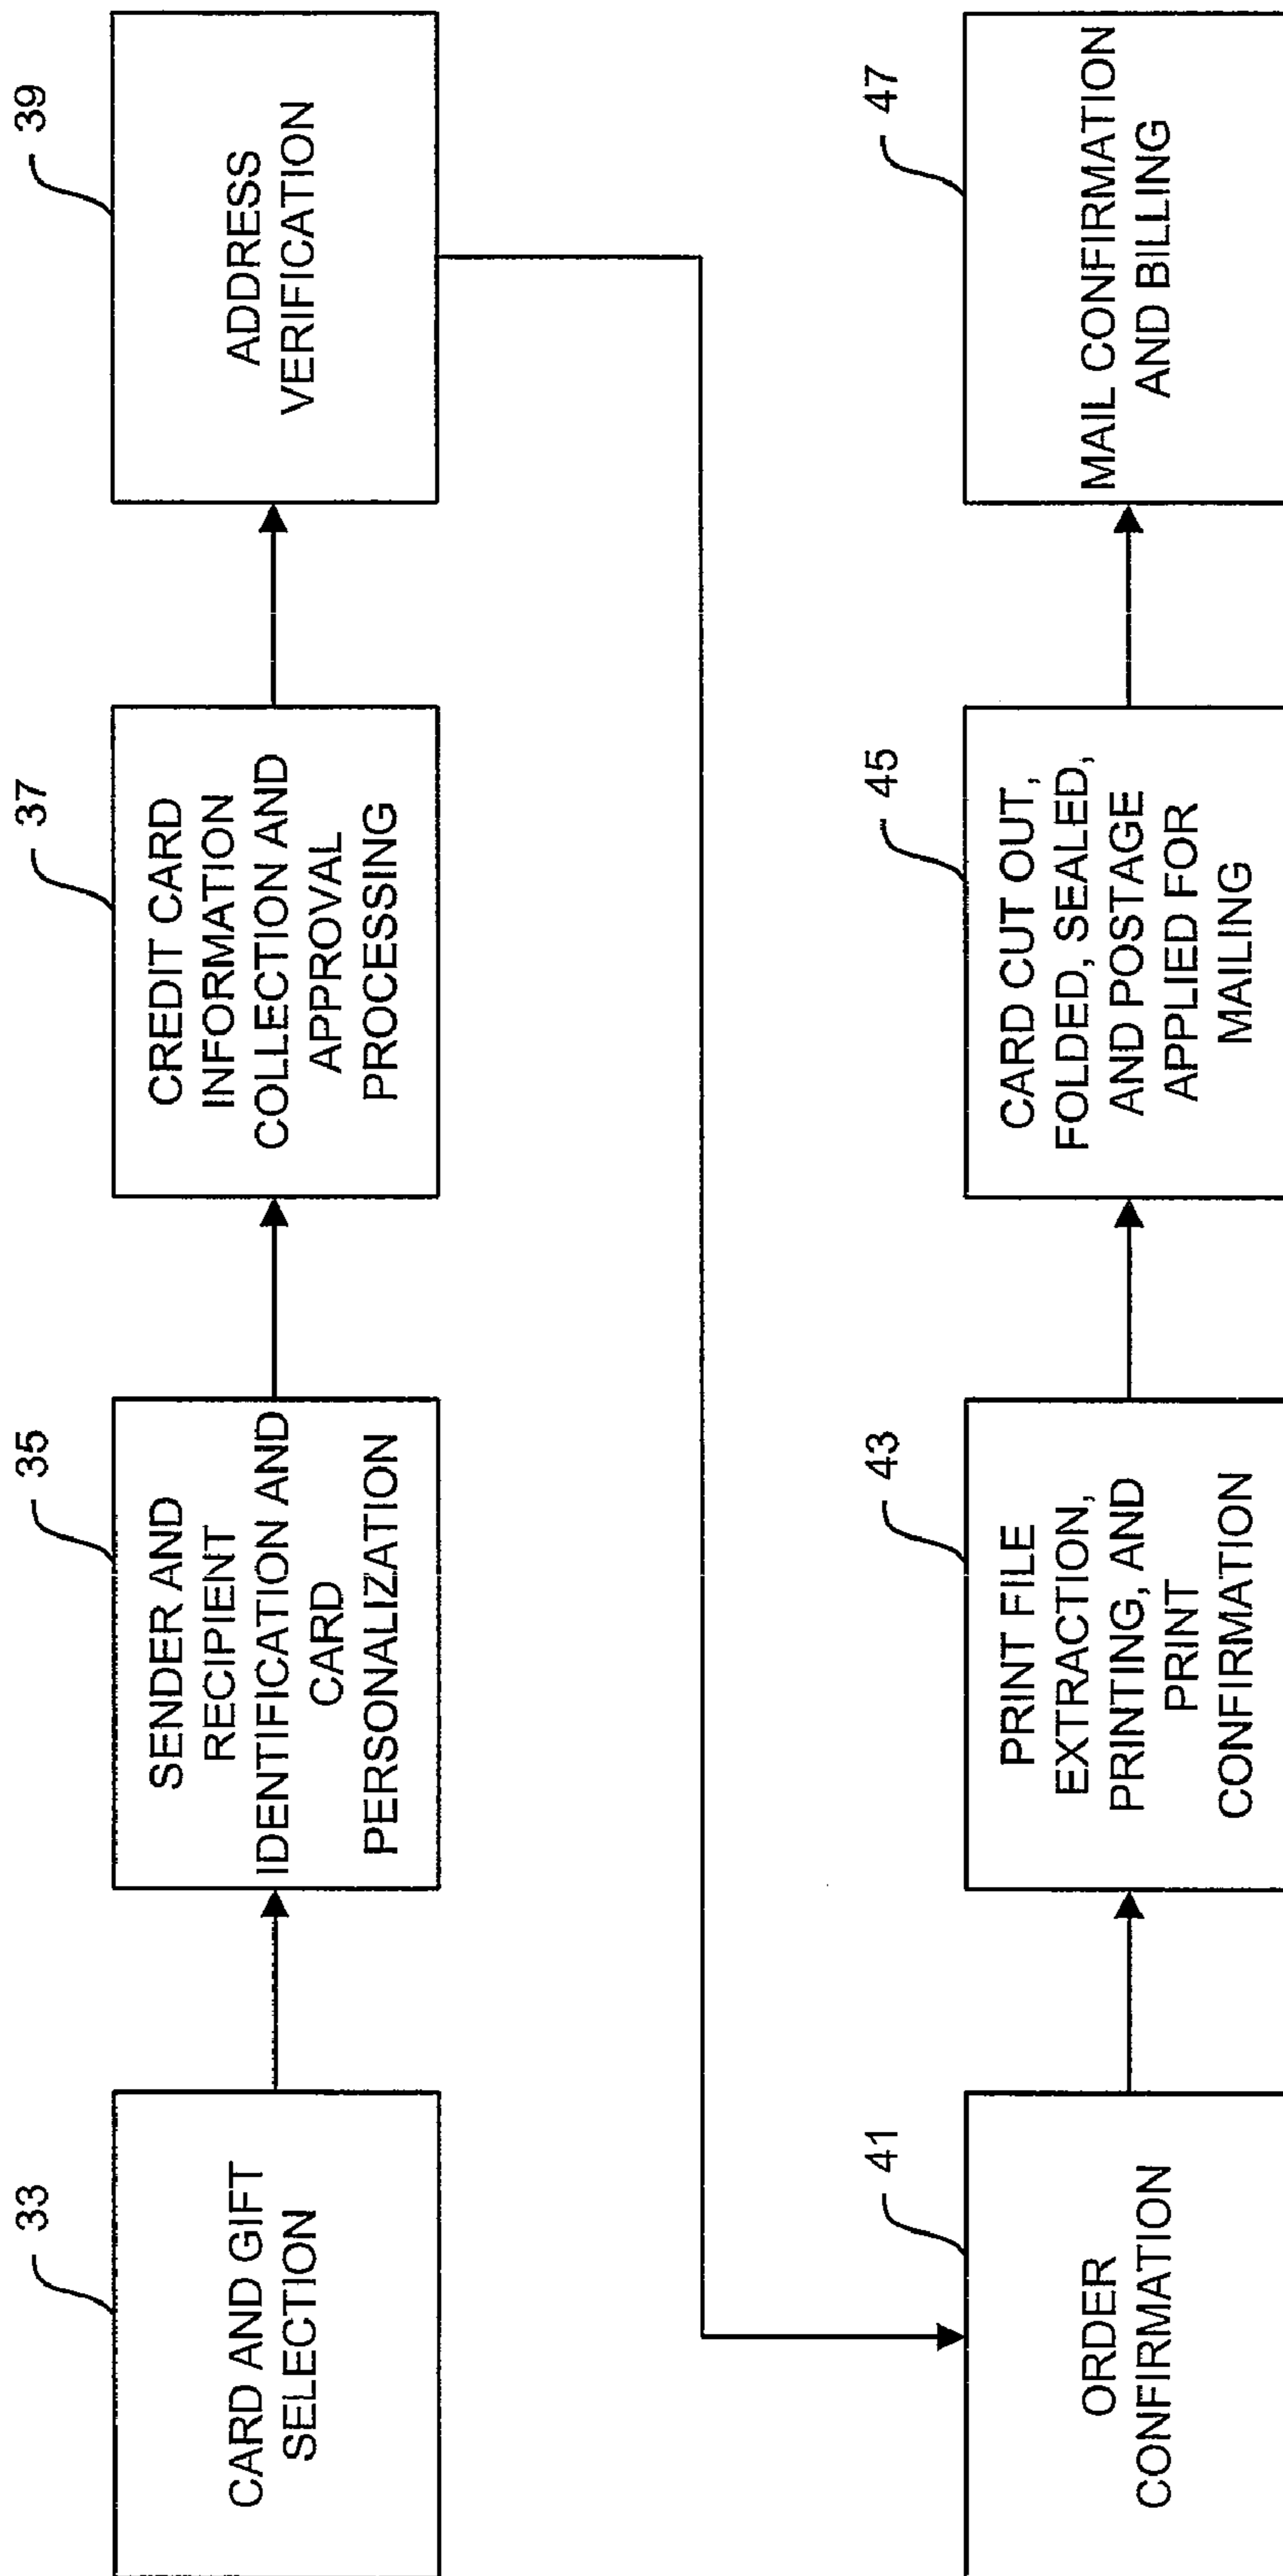 33
CARD AND GIFT
SELECTION
35
SENDER AND
RECIPIENT
IDENTIFICATION AND
CARD
PERSONALIZATION
37
CREDIT CARD
INFORMATION
COLLECTION AND
APPROVAL
PROCESSING
39
ADDRESS
VERIFICATION
41
ORDER
CONFIRMATION
43
PRINT FILE
EXTRACTION,
PRINTING, AND
PRINT
CONFIRMATION
45
CARD CUT OUT,
FOLDED, SEALED,
AND POSTAGE
APPLIED FOR
MAILING
47
MAIL CONFIRMATION
AND BILLING